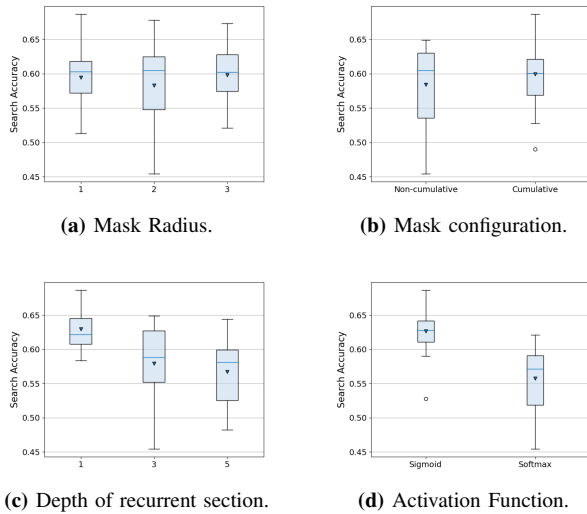 Search Accuracy
0.65
0.60
0.55
0.50
0.45
1 2 3
(a) Mask Radius.
Search Accuracy
0.65
0.60
0.55
0.50
0.45
Non-cumulative Cumulative
(b) Mask configuration.
Search Accuracy
0.65
0.60
0.55
0.50
0.45
1 3 5
(c) Depth of recurrent section.
Search Accuracy
0.65
0.60
0.55
0.50
0.45
Sigmoid Softmax
(d) Activation Function.